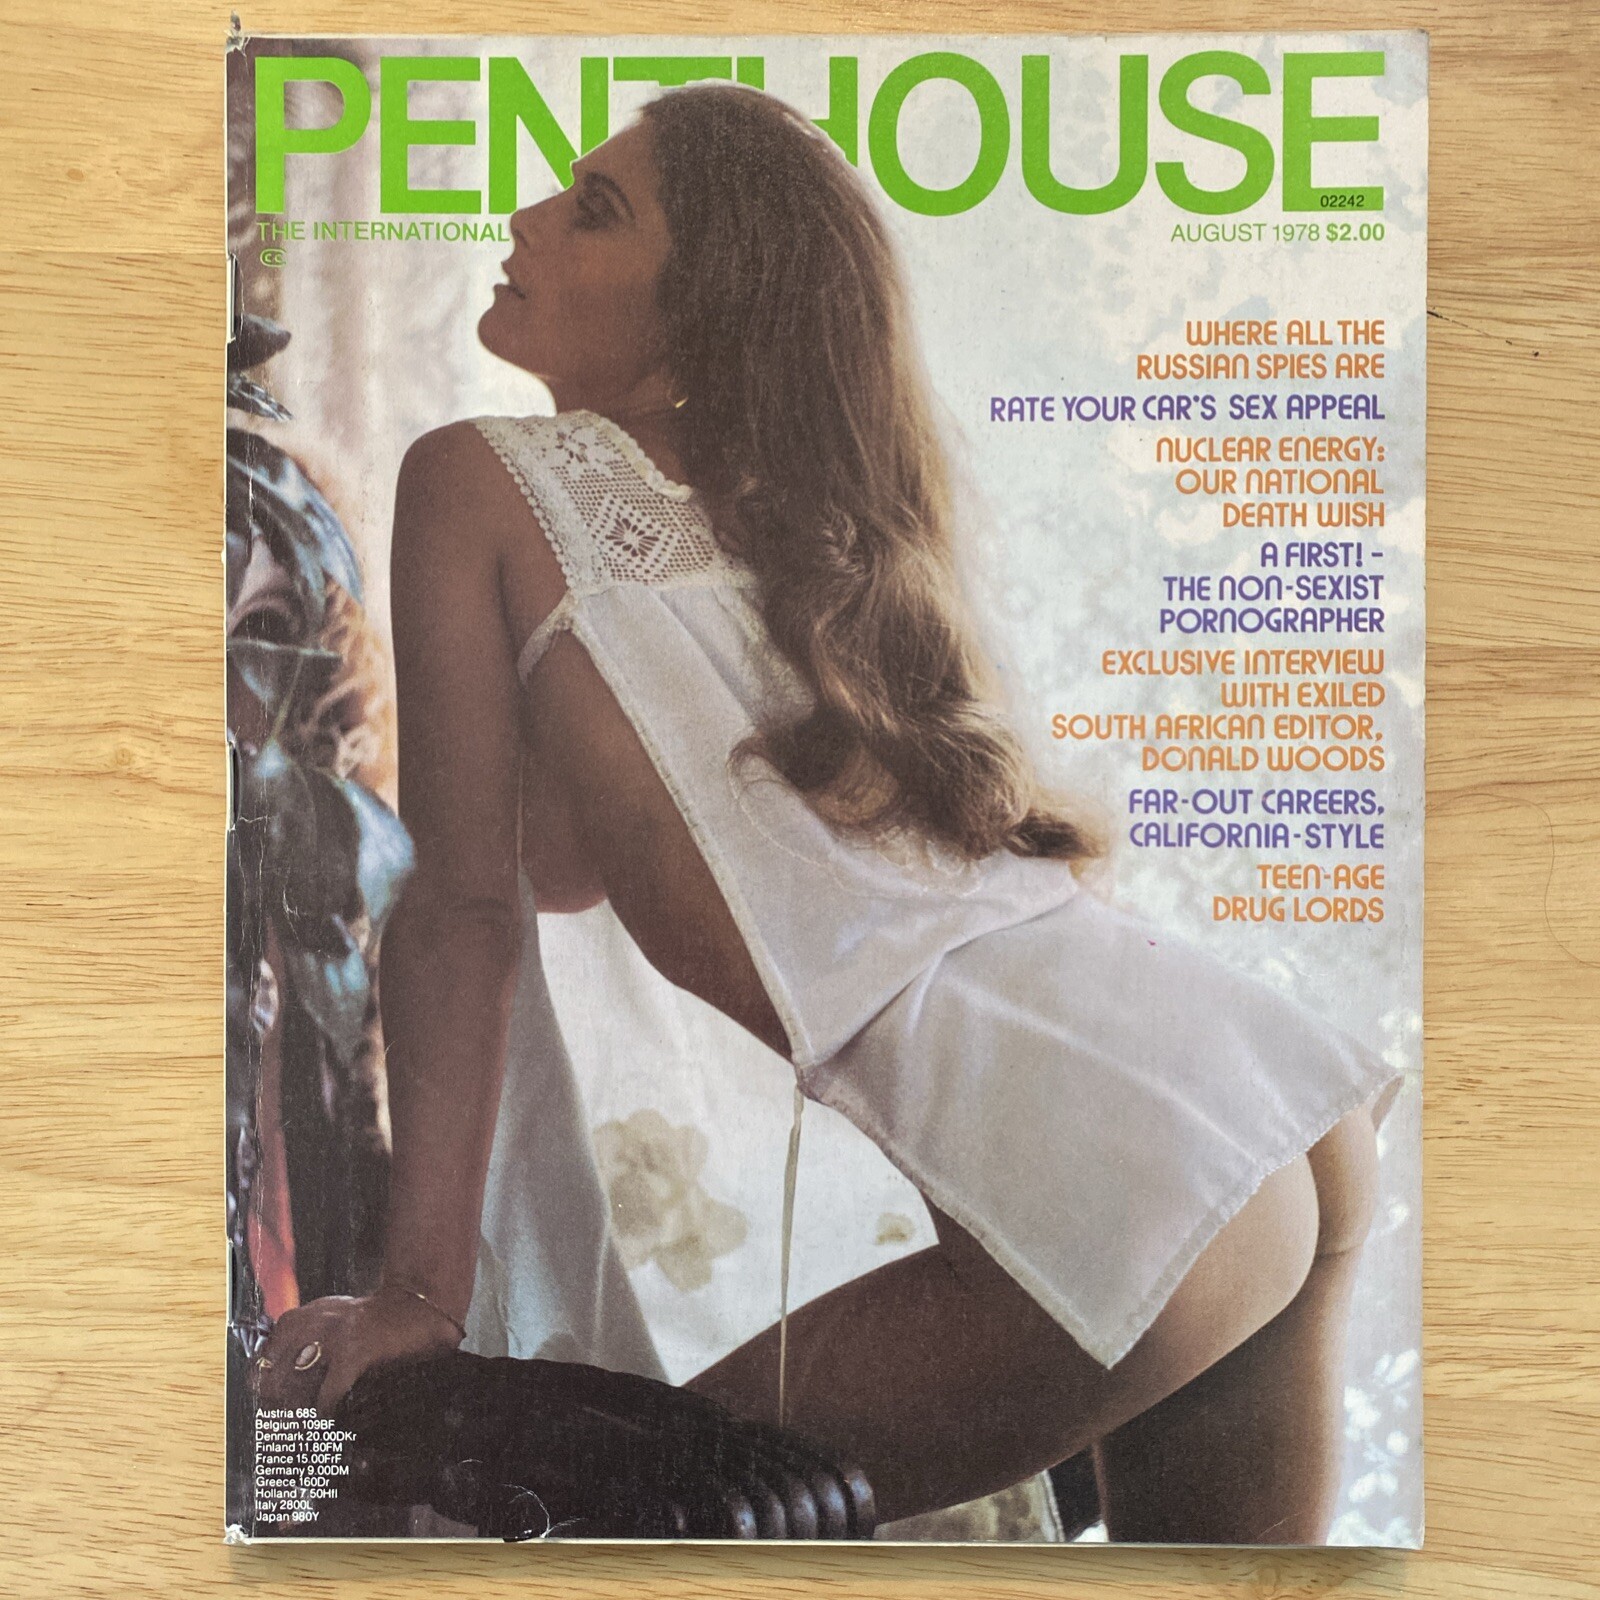 PENTHOUSE
02242
THE INTERNATIONAL
AUGUST 1978 $2.00
WHERE ALL THE
RUSSIAN SPIES ARE
RATE YOUR CAR'S SEX APPEAL
NUCLEAR ENERGY:
OUR NATIONAL
DEATH WISH
A FIRST! -
THE NON-SEXIST
PORNOGRAPHER
EXCLUSIVE INTERVIEW
WITH EXILED
SOUTH AFRICAN EDITOR,
DONALD WOODS
FAR-OUT CAREERS,
CALIFORNIA-STYLE
TEEN-AGE
DRUG LORDS
Austria 68S
Belgium 109BF
Denmark 20.00DKr
Finland 11.80FM
France 15.00FrF
Germany 9.00DM
Greece 160Dr
Holland 7.50Hfl
Italy 2800L
Japan 980Y